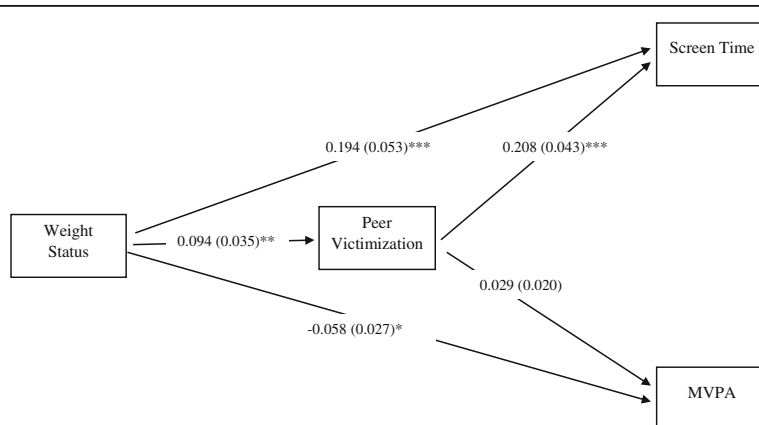 Screen Time
0.194 (0.053)***
0.208 (0.043)***
Weight
Status
0.094 (0.035)**
Peer
Victimization
0.029 (0.020)
-0.058 (0.027)*
MVPA